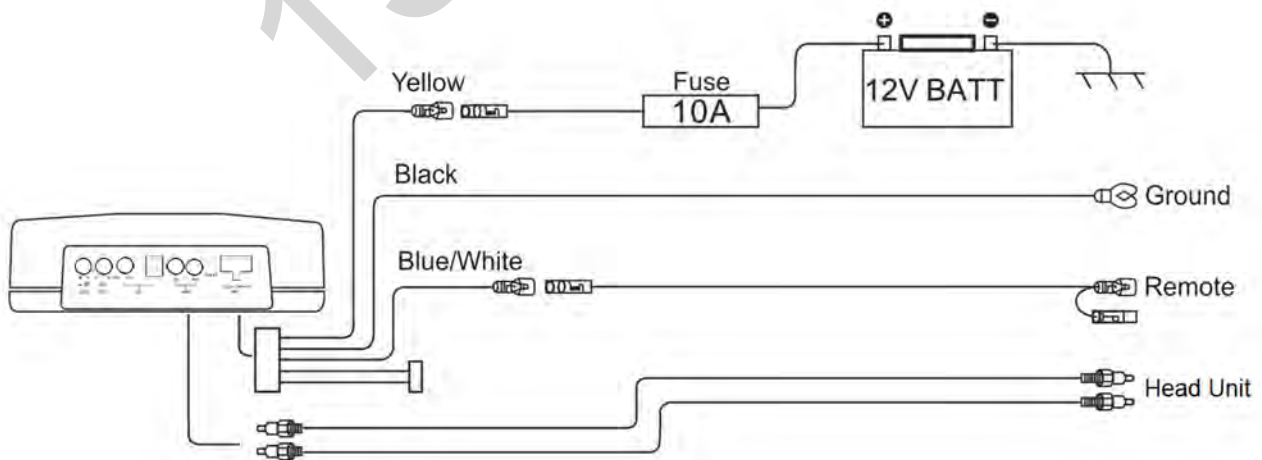 Yellow
Fuse
10A
12V BATT
Black
Ground
Blue/White
Remote
Head Unit